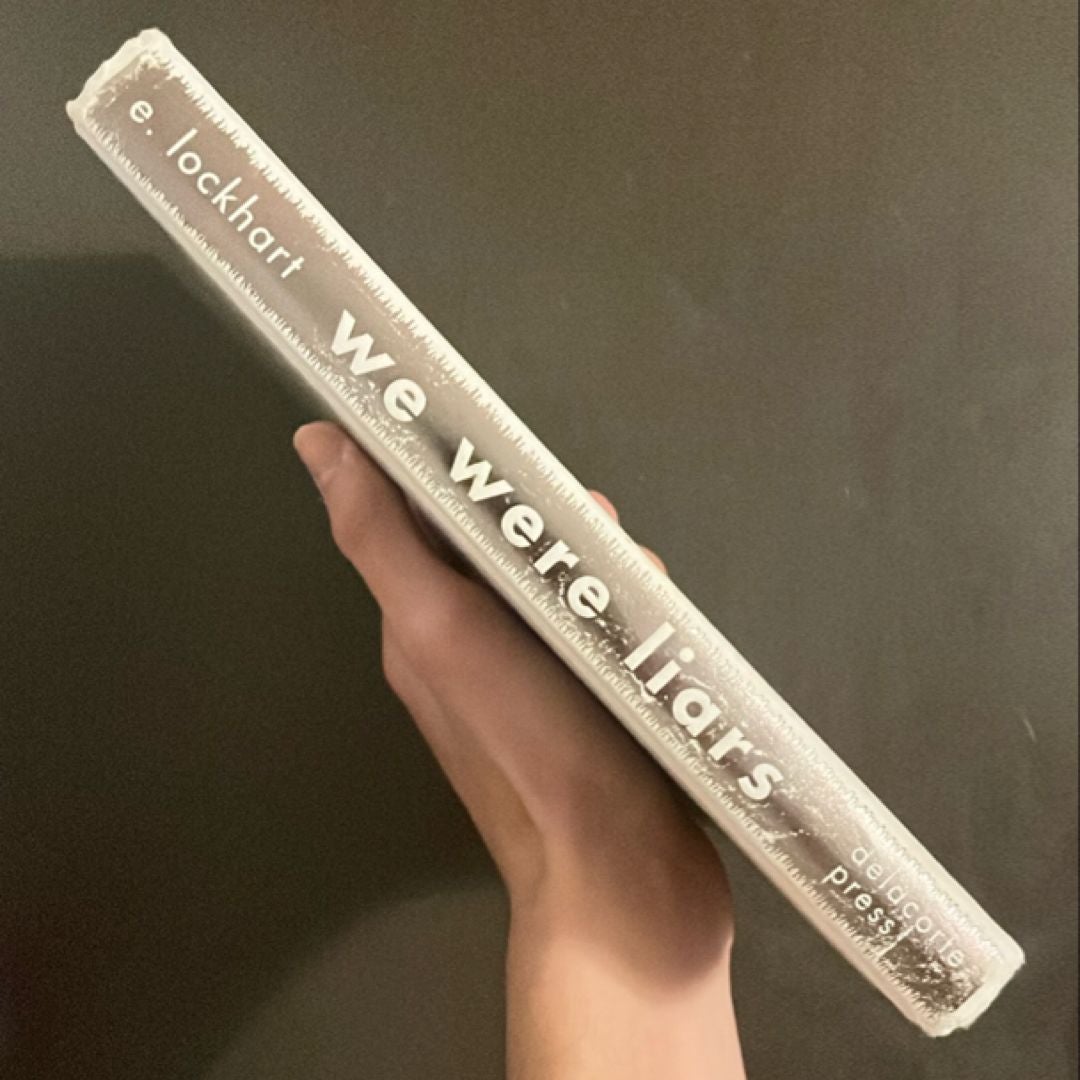 e. lockhart
we were liars
delacorte
press